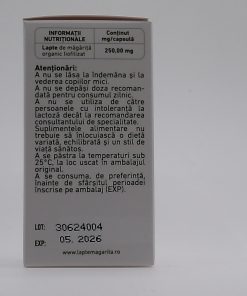 INFORMAȚII
NUTRIȚIONALE
Conținut
mg/capsulă
Lapte de măgăriță
organic liofilizat
250,00 mg
Atenționări:
A nu se lăsa la îndemâna și la
vederea copiilor mici.
A nu se depăși doza recoman-
dată pentru consumul zilnic.
A nu se utiliza de către
persoanele cu intoleranță la
lactoză decât la recomandarea
consultantului de specialitate.
Suplimentele alimentare nu
trebuie să înlocuiască o dietă
variată, echilibrată și un stil de
viață sănătos.
A se păstra la temperaturi sub
25°C, la loc uscat în ambalajul
original.
A se consuma, de preferință,
înainte de sfârșitul perioadei
înscrise pe ambalaj (EXP).
LOT: 30624004
EXP: 05. 2026
www.laptemagarita.ro